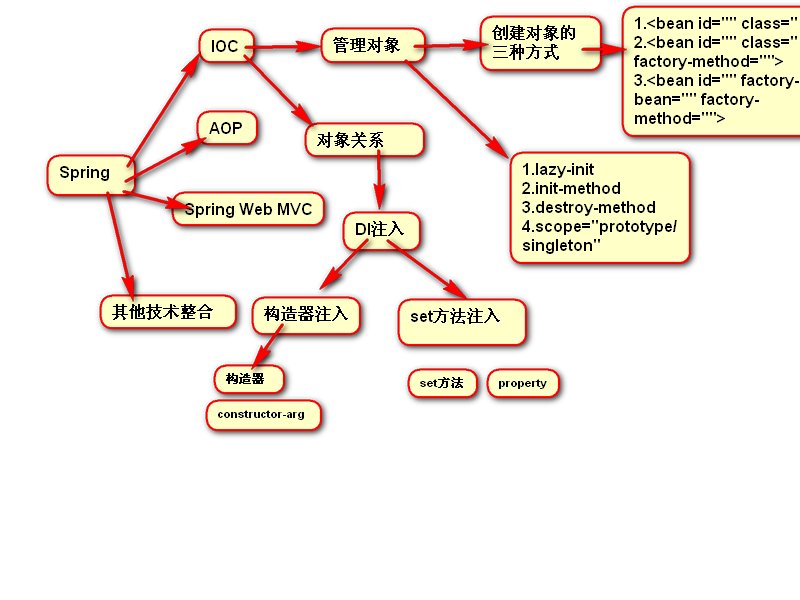 IOC
管理对象
创建对象的
三种方式
1.<bean id="" class="
2.<bean id="" class="
factory-method="">
3.<bean id="" factory-
bean="" factory-
method="">
AOP
对象关系
Spring
1.lazy-init
2.init-method
3.destroy-method
4.scope="prototype/
singleton"
Spring Web MVC
DI注入
其他技术整合
构造器注入
set方法注入
构造器
set方法
property
constructor-arg